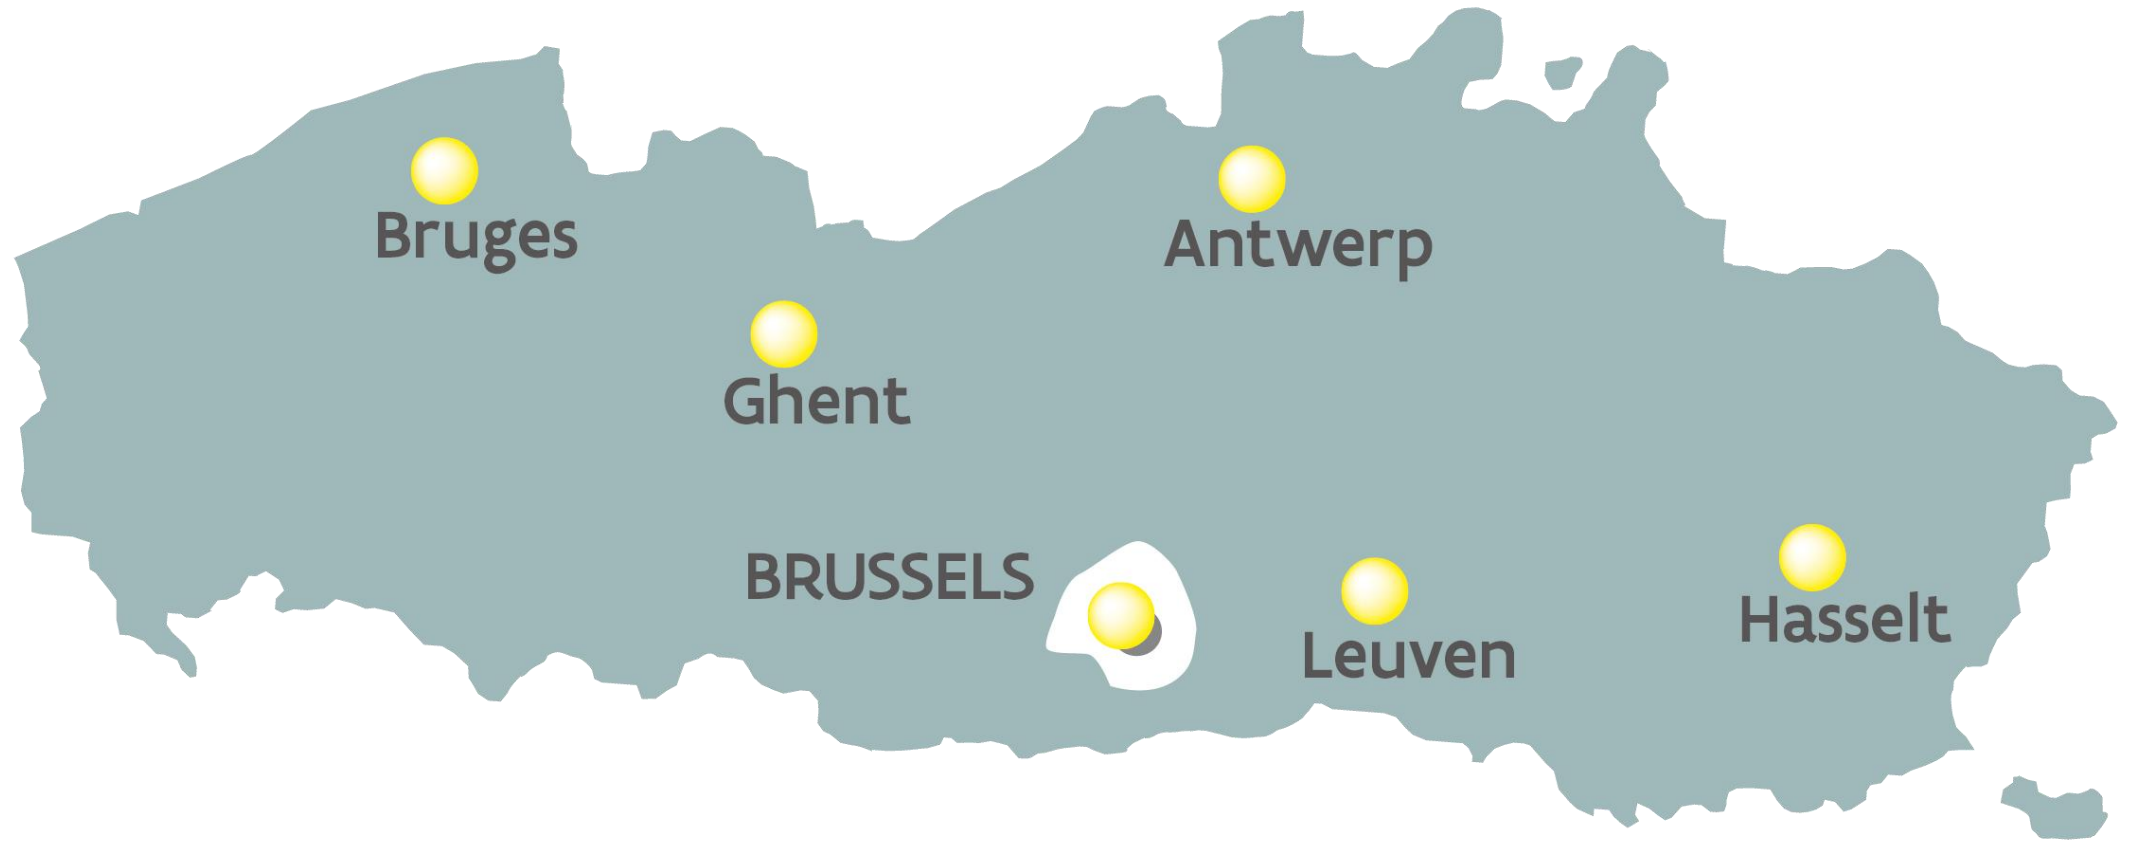 Bruges
Antwerp
Ghent
BRUSSELS
Leuven
Hasselt